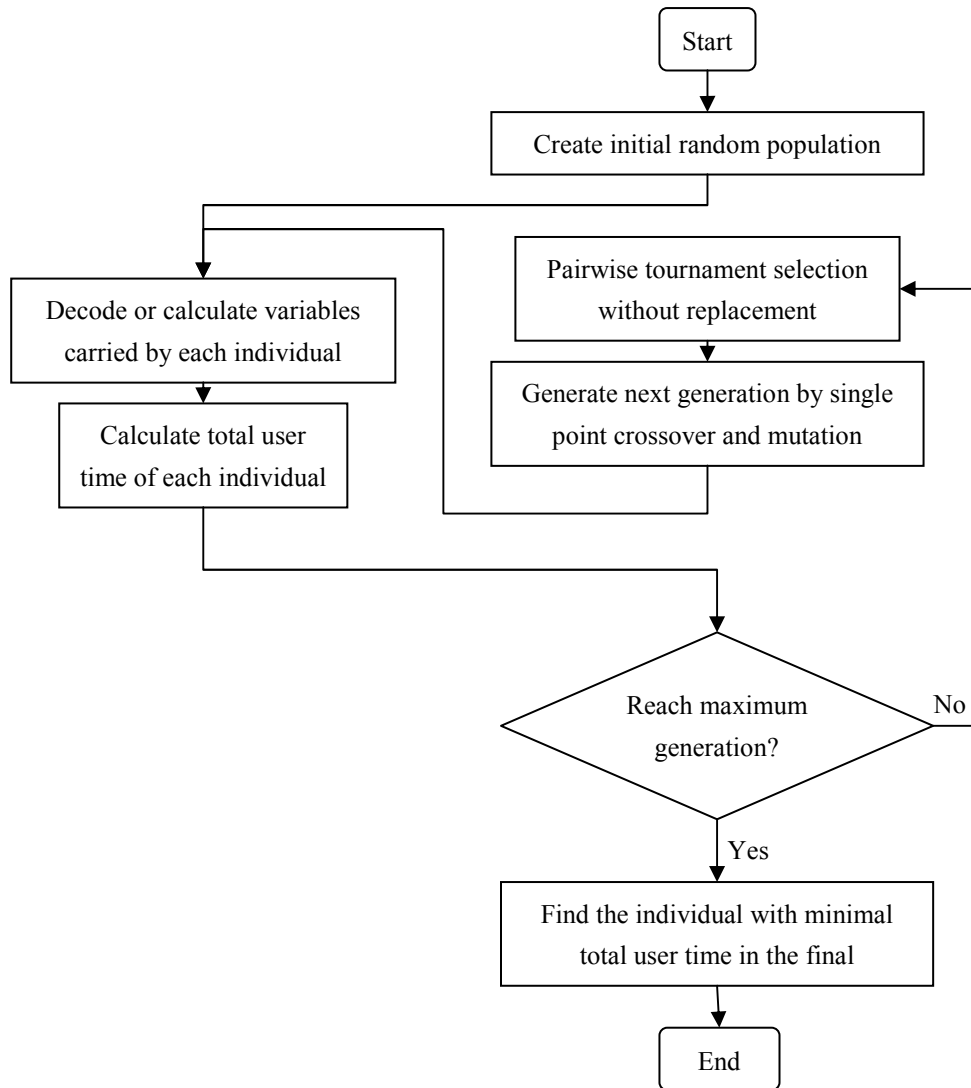 Start
Create initial random population
Pairwise tournament selection
without replacement
Decode or calculate variables
carried by each individual
Generate next generation by single
point crossover and mutation
Calculate total user
time of each individual
Reach maximum
generation?
No
Yes
Find the individual with minimal
total user time in the final
End